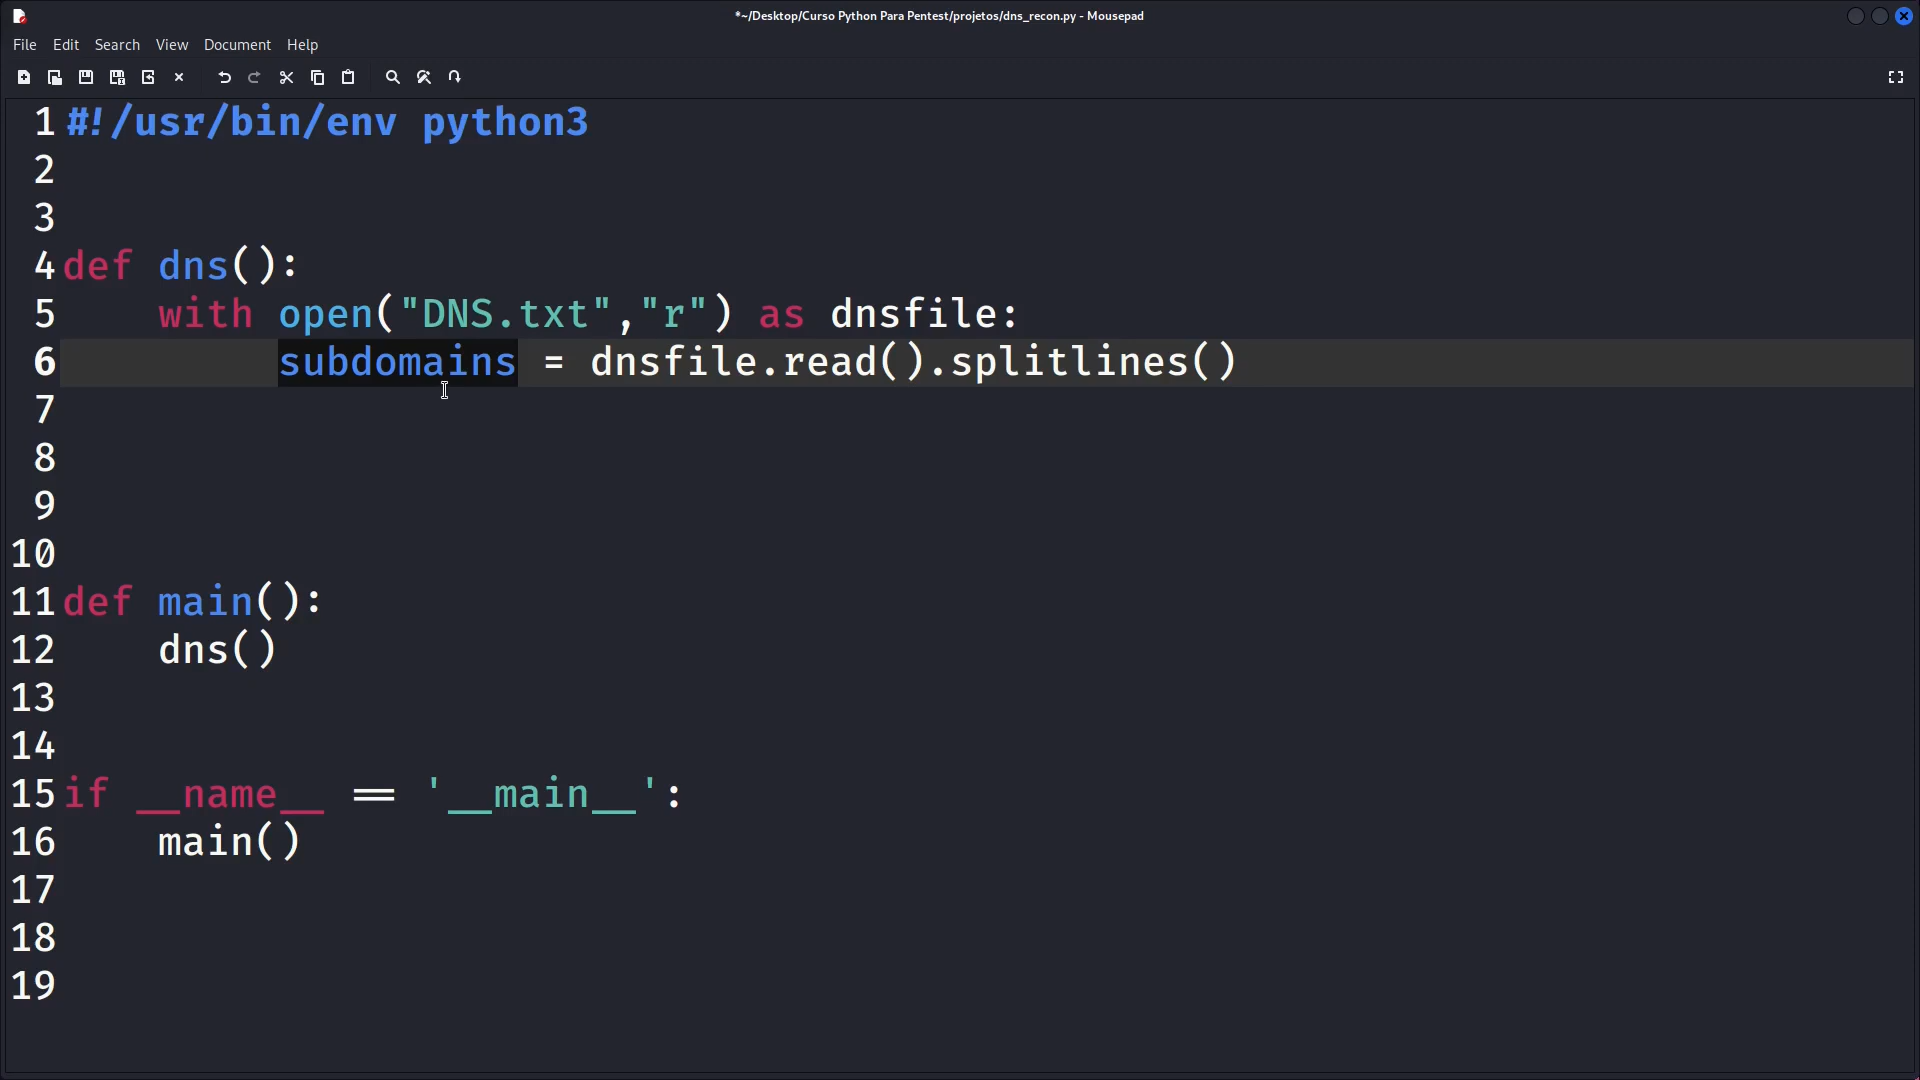 *~/Desktop/Curso Python Para Pentest/projetos/dns_recon.py - Mousepad
File Edit Search View Document Help
1 #!/usr/bin/env python3
2
3
4 def dns():
5     with open("DNS.txt","r") as dnsfile:
6         subdomains = dnsfile.read().splitlines()
7
8
9
10
11 def main():
12     dns()
13
14
15 if __name__ == '__main__':
16     main()
17
18
19